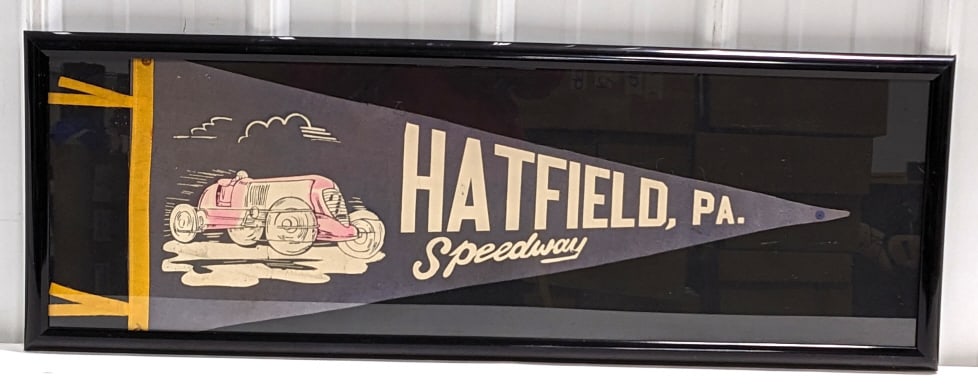 HATFIELD, PA.
Speedway